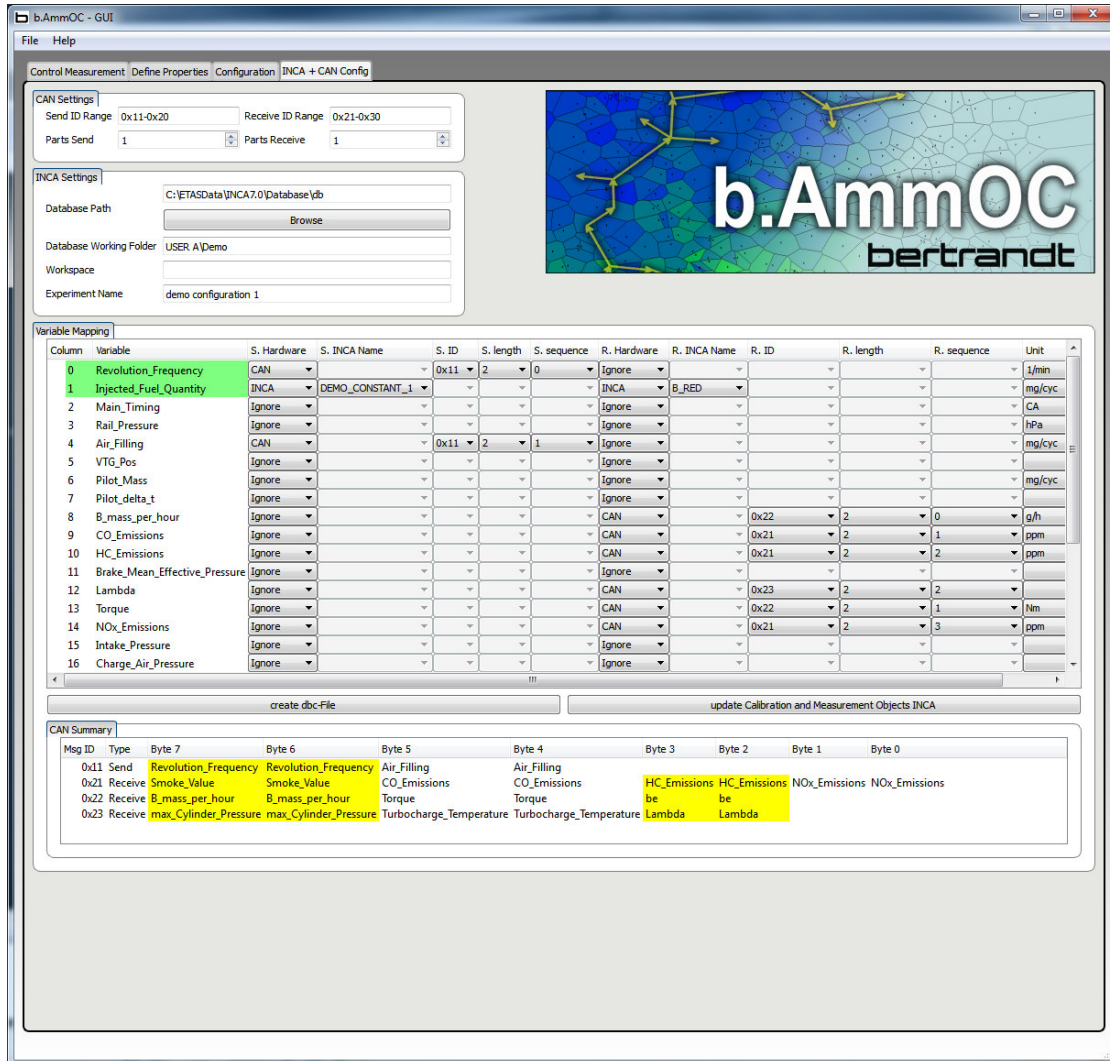 b.AmmOC - GUI
File Help
Control Measurement Define Properties Configuration INCA + CAN Config
CAN Settings
Send ID Range 0x11-0x20 Receive ID Range 0x21-0x30
Parts Send 1 Parts Receive 1
INCA Settings
Database Path C:\ETASData\INCA7.0\Database\db
Browse
Database Working Folder USER A\Demo
Workspace
Experiment Name demo configuration 1
b.AmmOC
bertrandt
Variable Mapping
Column Variable S. Hardware S. INCA Name S. ID S. length S. sequence R. Hardware R. INCA Name R. ID R. length R. sequence Unit
0 Revolution_Frequency CAN 0x11 2 0 Ignore 1/min
1 Injected_Fuel_Quantity INCA DEMO_CONSTANT_1 INCA B_RED mg/cyc
2 Main_Timing Ignore Ignore CA
3 Rail_Pressure Ignore Ignore hPa
4 Air_Filling CAN 0x11 2 1 Ignore mg/cyc
5 VTG_Pos Ignore Ignore
6 Pilot_Mass Ignore Ignore mg/cyc
7 Pilot_delta_t Ignore Ignore
8 B_mass_per_hour Ignore CAN 0x22 2 0 g/h
9 CO_Emissions Ignore CAN 0x21 2 1 ppm
10 HC_Emissions Ignore CAN 0x21 2 2 ppm
11 Brake_Mean_Effective_Pressure Ignore Ignore
12 Lambda Ignore CAN 0x23 2 2
13 Torque Ignore CAN 0x22 2 1 Nm
14 NOx_Emissions Ignore CAN 0x21 2 3 ppm
15 Intake_Pressure Ignore Ignore
16 Charge_Air_Pressure Ignore Ignore
create dbc-File update Calibration and Measurement Objects INCA
CAN Summary
Msg ID Type Byte 7 Byte 6 Byte 5 Byte 4 Byte 3 Byte 2 Byte 1 Byte 0
0x11 Send Revolution_Frequency Revolution_Frequency Air_Filling Air_Filling
0x21 Receive Smoke_Value Smoke_Value CO_Emissions CO_Emissions HC_Emissions HC_Emissions NOx_Emissions NOx_Emissions
0x22 Receive B_mass_per_hour B_mass_per_hour Torque Torque be be
0x23 Receive max_Cylinder_Pressure max_Cylinder_Pressure Turbocharge_Temperature Turbocharge_Temperature Lambda Lambda